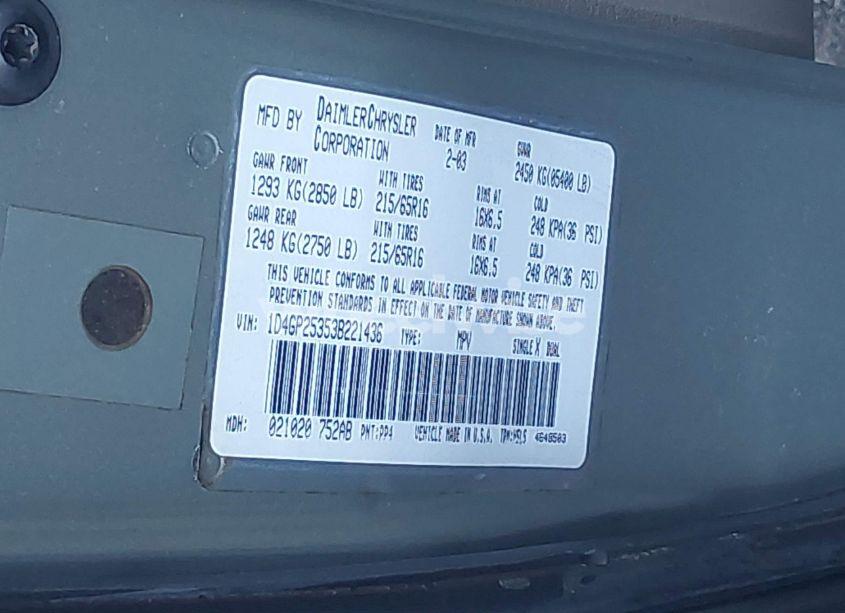 MFD BY DAIMLERCHRYSLER CORPORATION
DATE OF MFR 2-03
GVWR 2450 KG(05400 LB)
GAWR FRONT 1293 KG(2850 LB)
WITH TIRES 215/65R16
RIMS AT 16X6.5
COLD 248 KPA(36 PSI)
GAWR REAR 1248 KG(2750 LB)
WITH TIRES 215/65R16
RIMS AT 16X6.5
COLD 248 KPA(36 PSI)
THIS VEHICLE CONFORMS TO ALL APPLICABLE FEDERAL MOTOR VEHICLE SAFETY AND THEFT
PREVENTION STANDARDS IN EFFECT ON THE DATE OF MANUFACTURE SHOWN ABOVE.
VIN: 1D4GP25353B221436 TYPE: MPV SINGLE X DUAL
MDH: 021020 752AB PNT:PP4 VEHICLE MADE IN U.S.A.